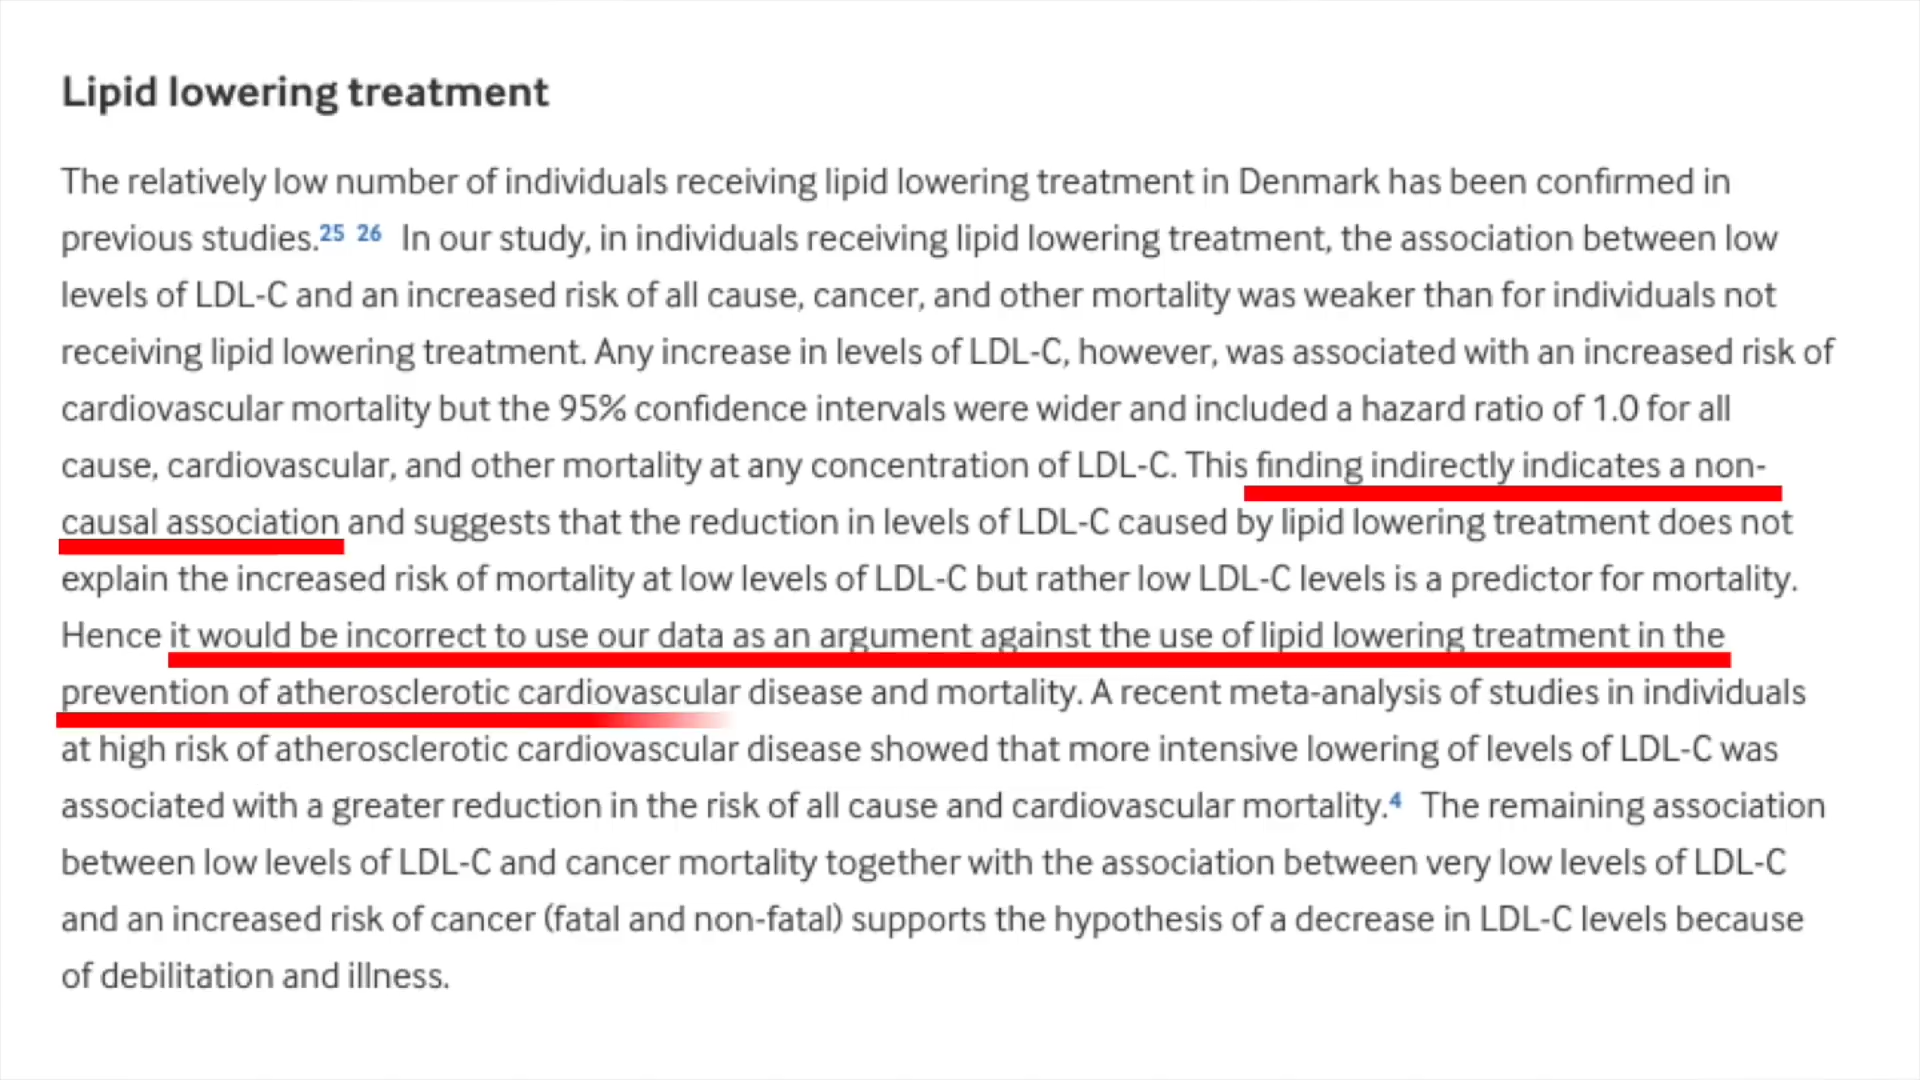 Lipid lowering treatment
The relatively low number of individuals receiving lipid lowering treatment in Denmark has been confirmed in
previous studies.25 26 In our study, in individuals receiving lipid lowering treatment, the association between low
levels of LDL-C and an increased risk of all cause, cancer, and other mortality was weaker than for individuals not
receiving lipid lowering treatment. Any increase in levels of LDL-C, however, was associated with an increased risk of
cardiovascular mortality but the 95% confidence intervals were wider and included a hazard ratio of 1.0 for all
cause, cardiovascular, and other mortality at any concentration of LDL-C. This finding indirectly indicates a non-
causal association and suggests that the reduction in levels of LDL-C caused by lipid lowering treatment does not
explain the increased risk of mortality at low levels of LDL-C but rather low LDL-C levels is a predictor for mortality.
Hence it would be incorrect to use our data as an argument against the use of lipid lowering treatment in the
prevention of atherosclerotic cardiovascular disease and mortality. A recent meta-analysis of studies in individuals
at high risk of atherosclerotic cardiovascular disease showed that more intensive lowering of levels of LDL-C was
associated with a greater reduction in the risk of all cause and cardiovascular mortality.4 The remaining association
between low levels of LDL-C and cancer mortality together with the association between very low levels of LDL-C
and an increased risk of cancer (fatal and non-fatal) supports the hypothesis of a decrease in LDL-C levels because
of debilitation and illness.